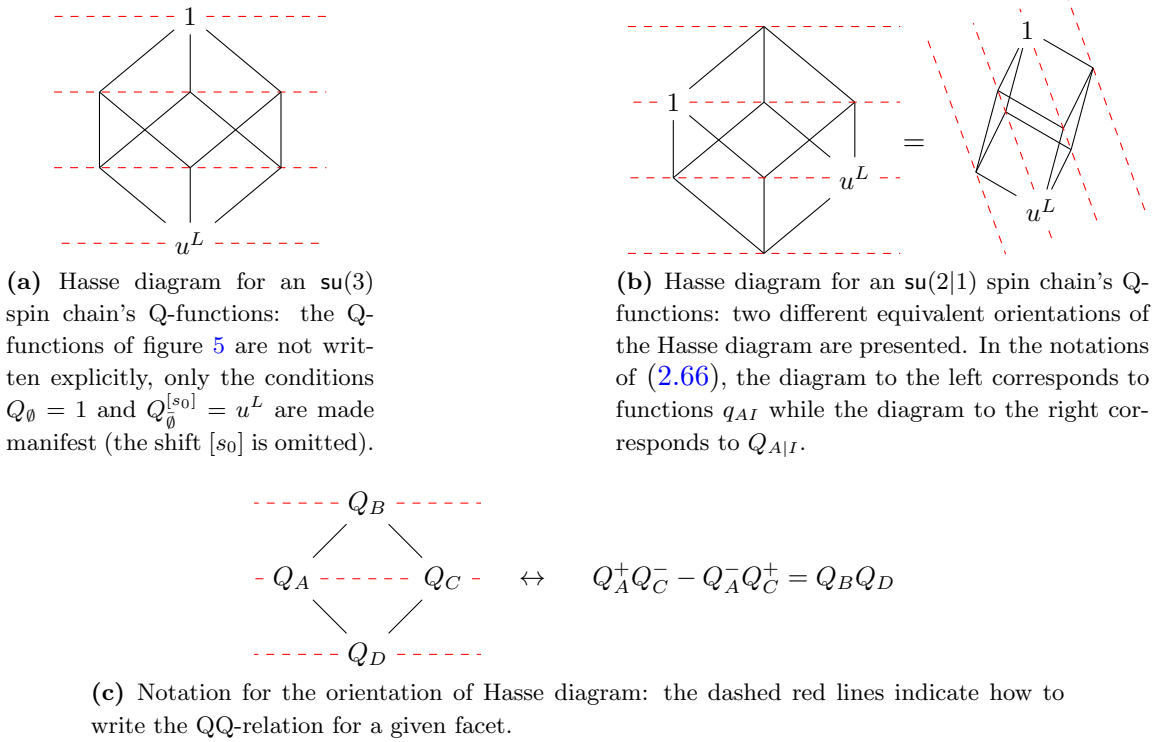 1
u^L
(a) Hasse diagram for an su(3)
spin chain's Q-functions: the Q-
functions of figure 5 are not writ-
ten explicitly, only the conditions
Q_∅ = 1 and Q_{\bar∅}^{[s_0]} = u^L are made
manifest (the shift [s_0] is omitted).
1
u^L
=
1
u^L
(b) Hasse diagram for an su(2|1) spin chain's Q-
functions: two different equivalent orientations of
the Hasse diagram are presented. In the notations
of (2.66), the diagram to the left corresponds to
functions q_{AI} while the diagram to the right cor-
responds to Q_{A|I}.
Q_B
Q_A Q_C ↔ Q_A^+ Q_C^- − Q_A^- Q_C^+ = Q_B Q_D
Q_D
(c) Notation for the orientation of Hasse diagram: the dashed red lines indicate how to
write the QQ-relation for a given facet.